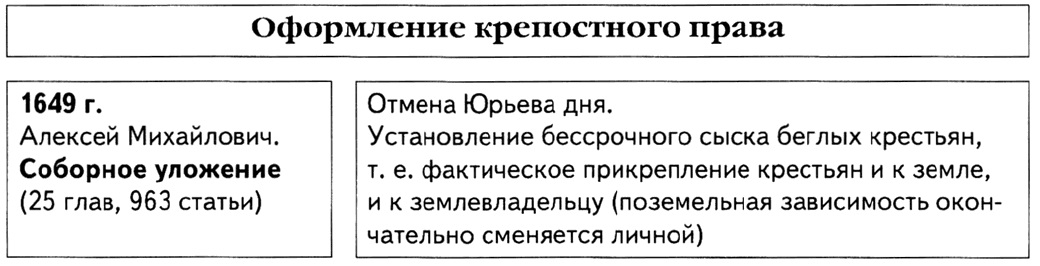 Оформление крепостного права
1649 г.
Алексей Михайлович.
Соборное уложение
(25 глав, 963 статьи)
Отмена Юрьева дня.
Установление бессрочного сыска беглых крестьян,
т. е. фактическое прикрепление крестьян и к земле,
и к землевладельцу (поземельная зависимость окон-
чательно сменяется личной)